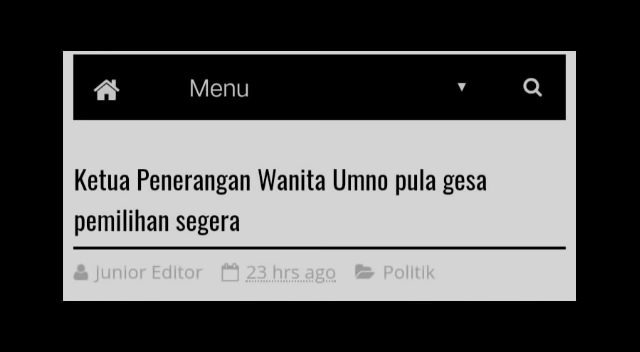 Menu
Ketua Penerangan Wanita Umno pula gesa
pemilihan segera
Junior Editor 23 hrs ago Politik